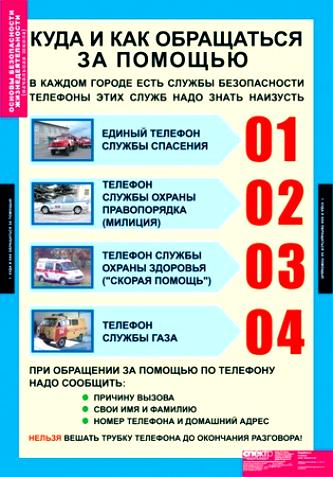 ОСНОВЫ БЕЗОПАСНОСТИ
ЖИЗНЕДЕЯТЕЛЬНОСТИ
КУДА И КАК ОБРАЩАТЬСЯ
ЗА ПОМОЩЬЮ
В КАЖДОМ ГОРОДЕ ЕСТЬ СЛУЖБЫ БЕЗОПАСНОСТИ
ТЕЛЕФОНЫ ЭТИХ СЛУЖБ НАДО ЗНАТЬ НАИЗУСТЬ
ЕДИНЫЙ ТЕЛЕФОН
СЛУЖБЫ СПАСЕНИЯ
01
ТЕЛЕФОН
СЛУЖБЫ ОХРАНЫ
ПРАВОПОРЯДКА
(МИЛИЦИЯ)
02
ТЕЛЕФОН СЛУЖБЫ
ОХРАНЫ ЗДОРОВЬЯ
("СКОРАЯ ПОМОЩЬ")
03
ТЕЛЕФОН
СЛУЖБЫ ГАЗА
04
ПРИ ОБРАЩЕНИИ ЗА ПОМОЩЬЮ ПО ТЕЛЕФОНУ
НАДО СООБЩИТЬ:
● ПРИЧИНУ ВЫЗОВА
● СВОИ ИМЯ И ФАМИЛИЮ
● НОМЕР ТЕЛЕФОНА И ДОМАШНИЙ АДРЕС
НЕЛЬЗЯ ВЕШАТЬ ТРУБКУ ТЕЛЕФОНА ДО ОКОНЧАНИЯ РАЗГОВОРА!
СПЕКТР